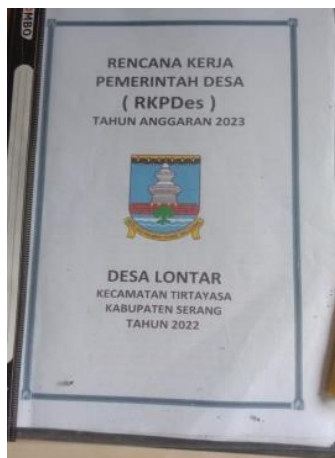 RENCANA KERJA
PEMERINTAH DESA
( RKPDes )
TAHUN ANGGARAN 2023
DESA LONTAR
KECAMATAN TIRTAYASA
KABUPATEN SERANG
TAHUN 2022